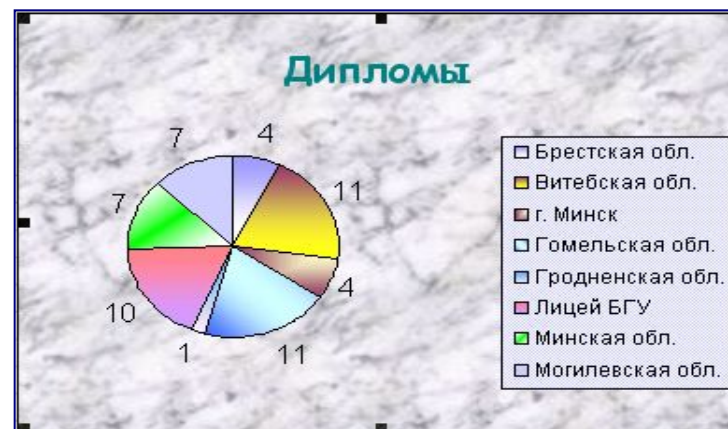 Дипломы
7
4
11
7
4
10
1
11
Брестская обл.
Витебская обл.
г. Минск
Гомельская обл.
Гродненская обл.
Лицей БГУ
Минская обл.
Могилевская обл.